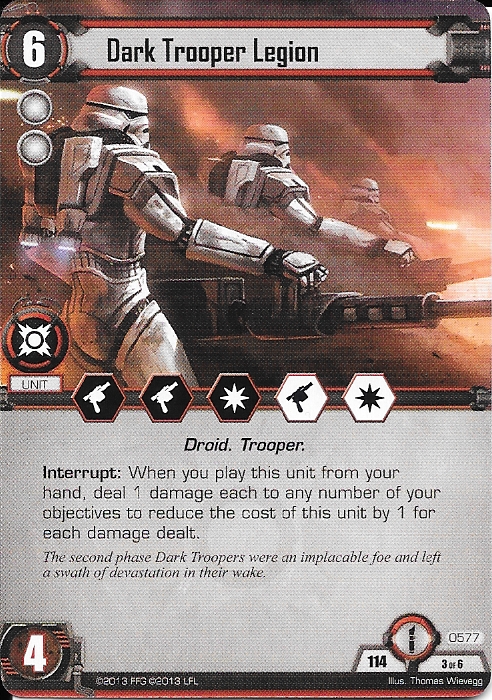 6
Dark Trooper Legion
UNIT
Droid. Trooper.
Interrupt: When you play this unit from your
hand, deal 1 damage each to any number of your
objectives to reduce the cost of this unit by 1 for
each damage dealt.
The second phase Dark Troopers were an implacable foe and left
a swath of devastation in their wake.
4
©2013 FFG ©2013 LFL
114
0577
3 OF 6
Illus. Thomas Wievegg